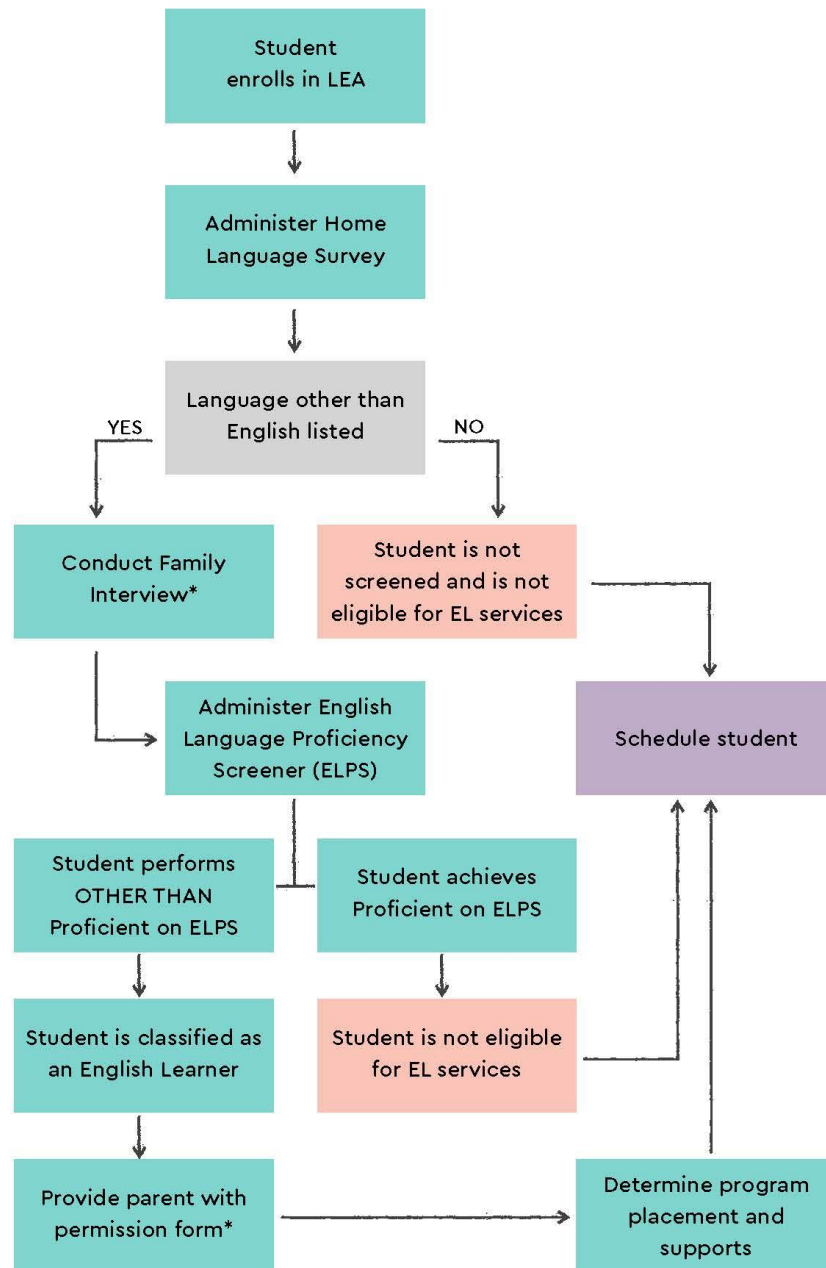 Student
enrolls in LEA
Administer Home
Language Survey
Language other than
English listed
YES
NO
Conduct Family
Interview*
Student is not
screened and is not
eligible for EL services
Administer English
Language Proficiency
Screener (ELPS)
Schedule student
Student performs
OTHER THAN
Proficient on ELPS
Student achieves
Proficient on ELPS
Student is classified as
an English Learner
Student is not eligible
for EL services
Provide parent with
permission form*
Determine program
placement and
supports